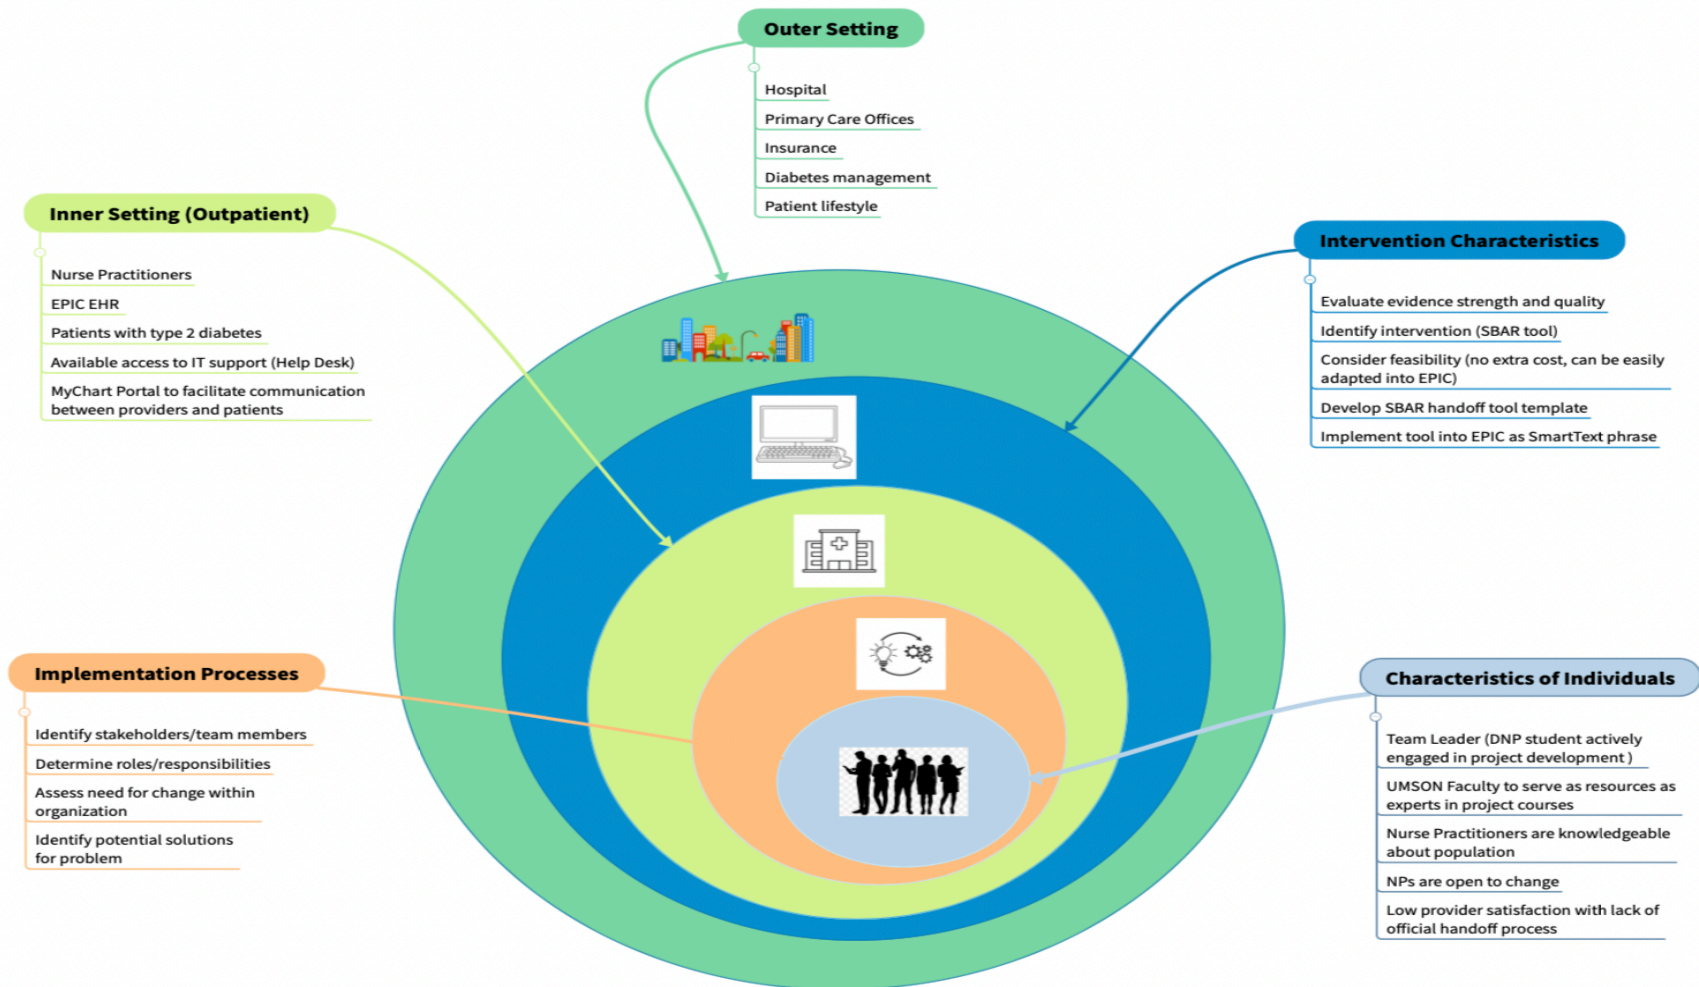 Outer Setting
Hospital
Primary Care Offices
Insurance
Diabetes management
Patient lifestyle
Inner Setting (Outpatient)
Nurse Practitioners
EPIC EHR
Patients with type 2 diabetes
Available access to IT support (Help Desk)
MyChart Portal to facilitate communication
between providers and patients
Intervention Characteristics
Evaluate evidence strength and quality
Identify intervention (SBAR tool)
Consider feasibility (no extra cost, can be easily
adapted into EPIC)
Develop SBAR handoff tool template
Implement tool into EPIC as SmartText phrase
Implementation Processes
Identify stakeholders/team members
Determine roles/responsibilities
Assess need for change within
organization
Identify potential solutions
for problem
Characteristics of Individuals
Team Leader (DNP student actively
engaged in project development )
UMSON Faculty to serve as resources as
experts in project courses
Nurse Practitioners are knowledgeable
about population
NPs are open to change
Low provider satisfaction with lack of
official handoff process